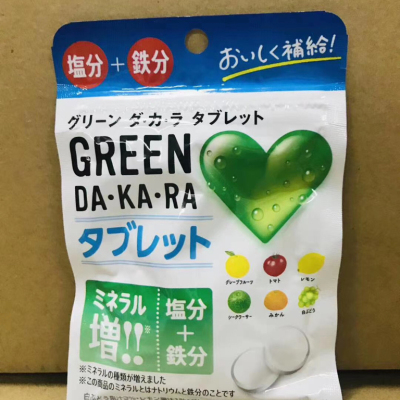 塩分+鉄分
おいしく補給!
グリーン ダ・カ・ラ タブレット
GREEN
DA・KA・RA
タブレット
グレープフルーツ トマト レモン
シークヮーサー みかん 白ぶどう
ミネラル
増!!※
塩分
+
鉄分
※ミネラルの種類が増えました
※この商品のミネラルとはナトリウムと鉄分のことです